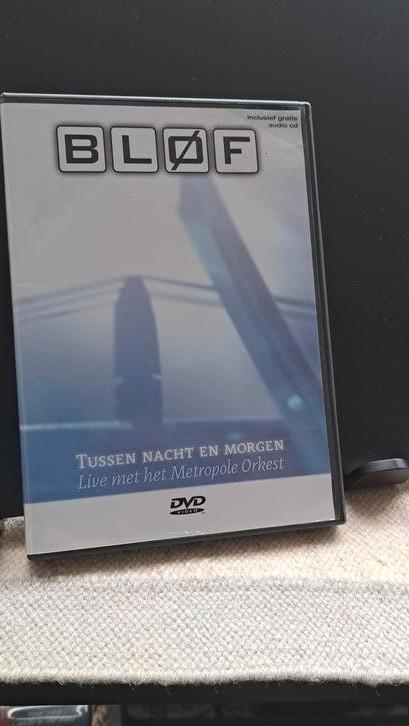 inclusief gratis
audio cd
BLØF
TUSSEN NACHT EN MORGEN
Live met het Metropole Orkest
DVD
VIDEO